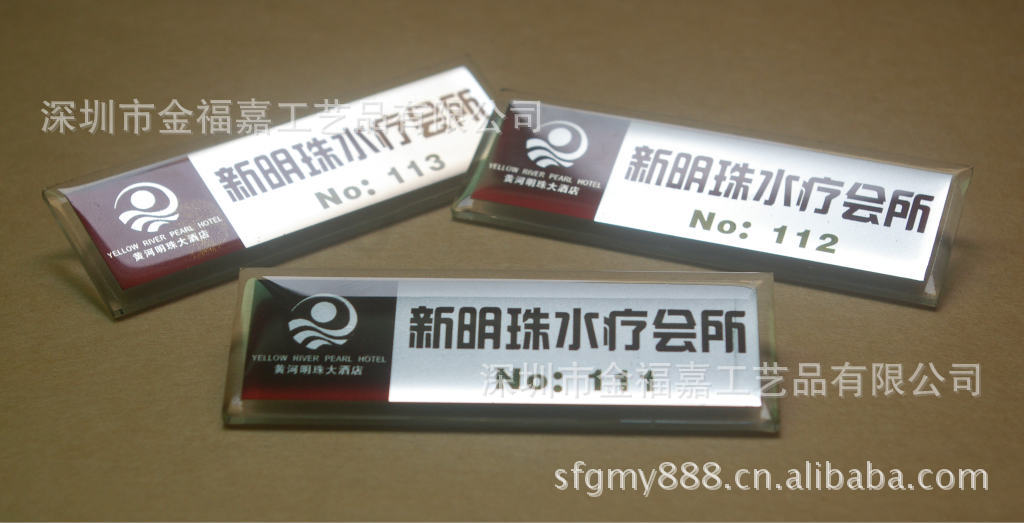 深圳市金福嘉工艺品有限公司
新明珠水疗会所
No: 113
YELLOW RIVER PEARL HOTEL
黄河明珠大酒店
新明珠水疗会所
No: 112
YELLOW RIVER PEARL HOTEL
黄河明珠大酒店
新明珠水疗会所
No: 111
YELLOW RIVER PEARL HOTEL
黄河明珠大酒店
深圳市金福嘉工艺品有限公司
sfgmy888.cn.alibaba.com